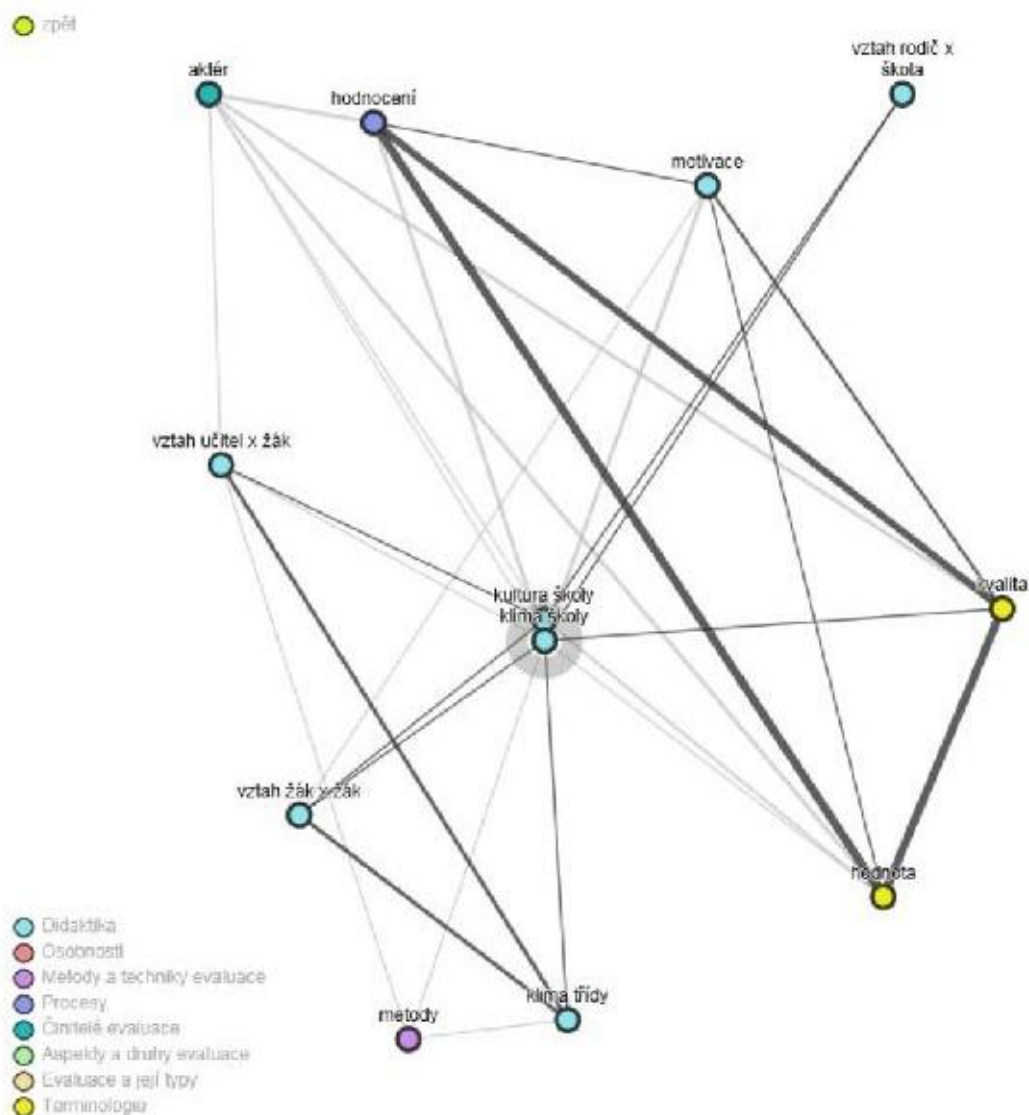 zpět
vztah rodič x
škola
aktér
hodnocení
motivace
vztah učitel x žák
kvalita
kultura školy
klima školy
vztah žák x žák
hodnota
klima třídy
metody
Didaktika
Osobnosti
Metody a techniky evaluace
Procesy
Činitelé evaluace
Aspekty a druhy evaluace
Evaluace a její typy
Terminologie